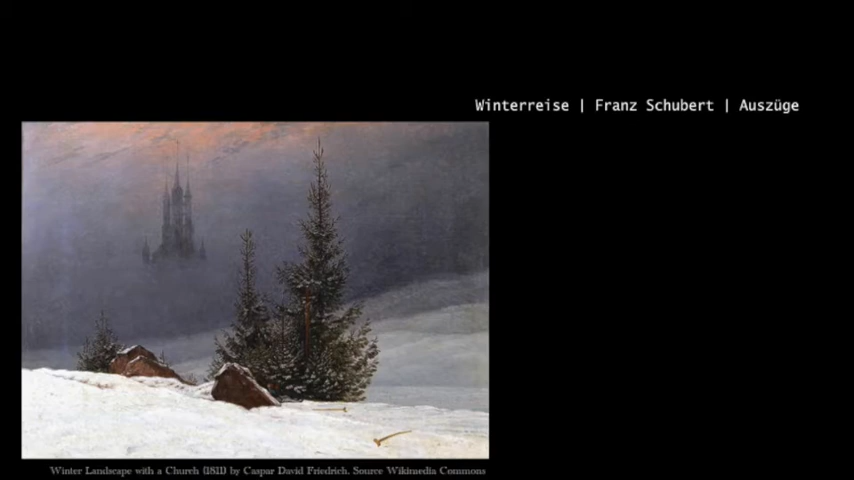 Winterreise | Franz Schubert | Auszüge
Winter Landscape with a Church (1811) by Caspar David Friedrich. Source Wikimedia Commons